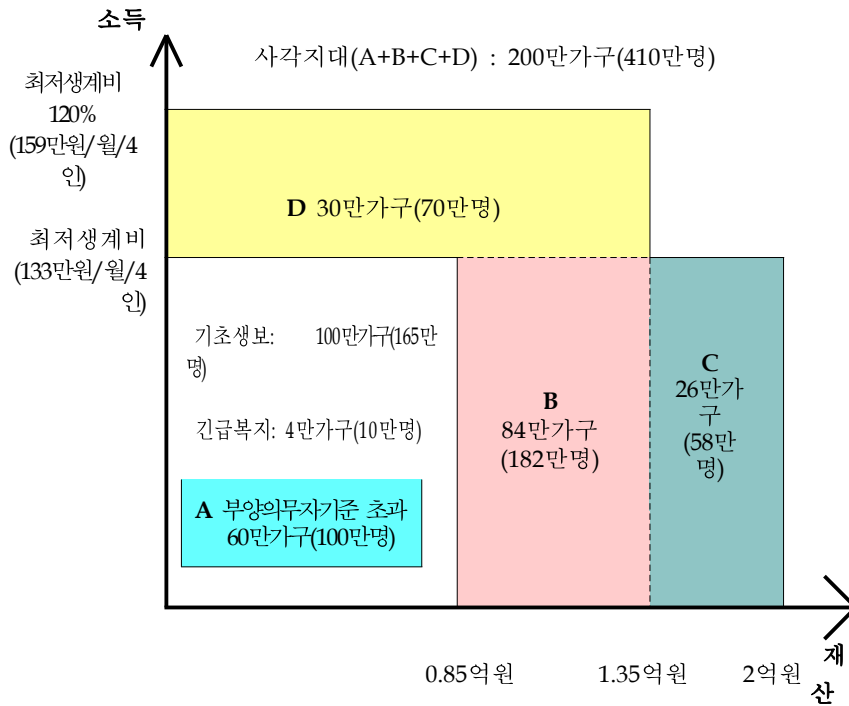 소득
사각지대(A+B+C+D) : 200만가구(410만명)
최저생계비
120%
(159만원/월/4
인)
D 30만가구(70만명)
최저생계비
(133만원/월/4
인)
기초생보: 100만가구(165만
명)
긴급복지: 4만가구(10만명)
A 부양의무자기준 초과
60만가구(100만명)
B
84만가구
(182만명)
C
26만가
구
(58만
명)
0.85억원 1.35억원 2억원
재
산